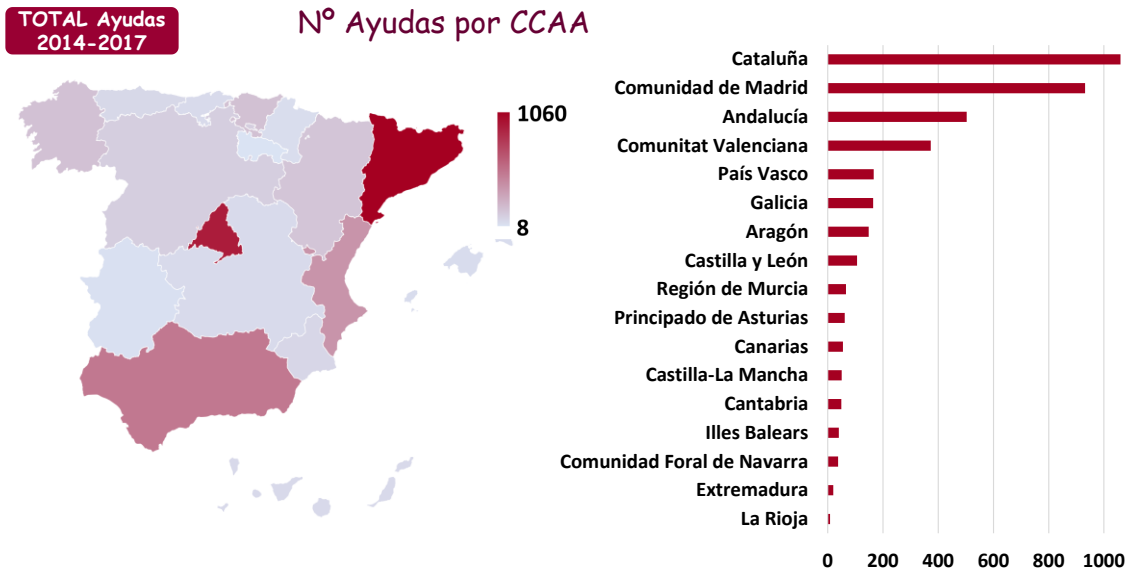 TOTAL Ayudas
2014-2017
Nº Ayudas por CCAA
1060
8
Cataluña
Comunidad de Madrid
Andalucía
Comunitat Valenciana
País Vasco
Galicia
Aragón
Castilla y León
Región de Murcia
Principado de Asturias
Canarias
Castilla-La Mancha
Cantabria
Illes Balears
Comunidad Foral de Navarra
Extremadura
La Rioja
0 200 400 600 800 1000